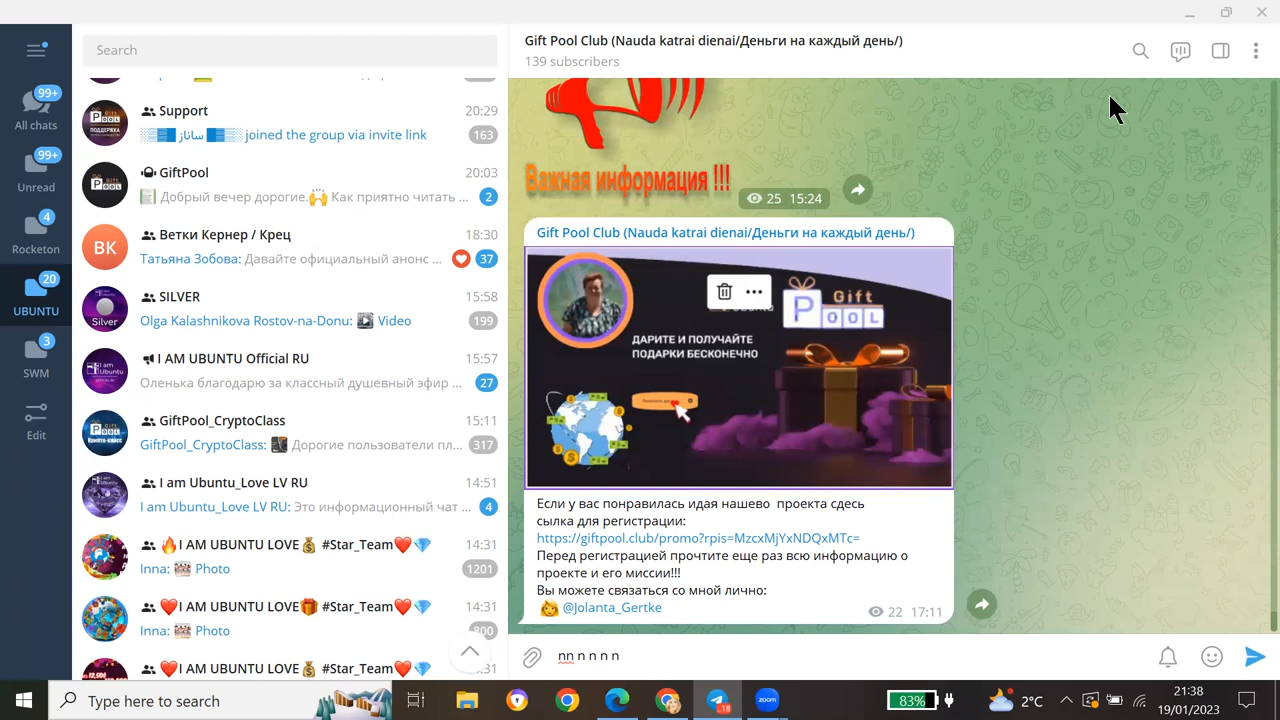 Search
99+
All chats
99+
Unread
4
Rocketon
20
UBUNTU
3
SWM
Edit
Support 20:29
joined the group via invite link 163
GiftPool 20:03
Добрый вечер дорогие. Как приятно читать ... 2
ВК
Ветки Кернер / Крец 18:30
Татьяна Зобова: Давайте официальный анонс ... 37
SILVER 15:58
Olga Kalashnikova Rostov-na-Donu: Video 199
I AM UBUNTU Official RU 15:57
Оленька благодарю за классный душевный эфир ... 27
GiftPool_CryptoClass 15:11
GiftPool_CryptoClass: Дорогие пользователи пл... 317
I am Ubuntu_Love LV RU 14:51
I am Ubuntu_Love LV RU: Это информационный чат ... 4
I AM UBUNTU LOVE #Star_Team 14:31
Inna: Photo 1201
I AM UBUNTU LOVE #Star_Team 14:31
Inna: Photo 800
I AM UBUNTU LOVE #Star_Team
Gift Pool Club (Nauda katrai dienai/Деньги на каждый день/)
139 subscribers
Важная информация !!!
25 15:24
Gift Pool Club (Nauda katrai dienai/Деньги на каждый день/)
Gift
POOL
ДАРИТЕ И ПОЛУЧАЙТЕ
ПОДАРКИ БЕСКОНЕЧНО
Если у вас понравилась идая нашево проекта сдесь
сылка для регистрации:
https://giftpool.club/promo?rpis=MzcxMjYxNDQxMTc=
Перед регистрацией прочтите еще раз всю информацию о
проекте и его миссии!!!
Вы можете связаться со мной лично:
@Jolanta_Gertke
22 17:11
nn n n n n
Type here to search
83%
2°C
21:38
19/01/2023